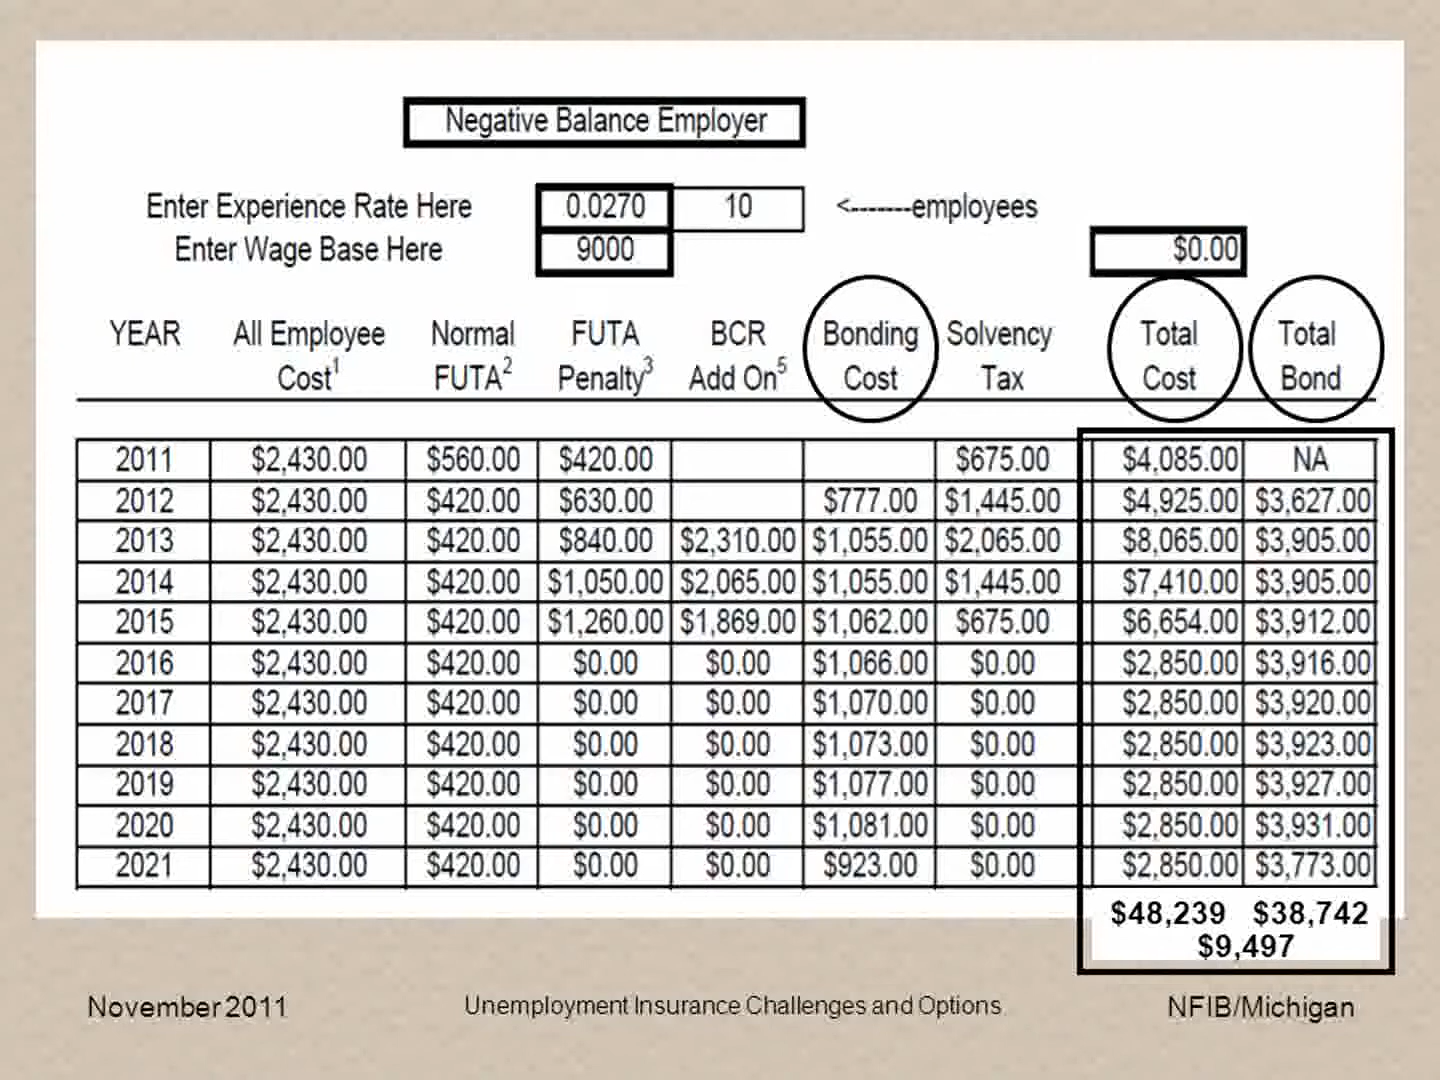 Negative Balance Employer
Enter Experience Rate Here 0.0270 10 <-------employees
Enter Wage Base Here 9000 $0.00
YEAR All Employee Normal FUTA BCR Bonding Solvency Total Total
Cost1 FUTA2 Penalty3 Add On5 Cost Tax Cost Bond
2011 $2,430.00 $560.00 $420.00 $675.00 $4,085.00 NA
2012 $2,430.00 $420.00 $630.00 $777.00 $1,445.00 $4,925.00 $3,627.00
2013 $2,430.00 $420.00 $840.00 $2,310.00 $1,055.00 $2,065.00 $8,065.00 $3,905.00
2014 $2,430.00 $420.00 $1,050.00 $2,065.00 $1,055.00 $1,445.00 $7,410.00 $3,905.00
2015 $2,430.00 $420.00 $1,260.00 $1,869.00 $1,062.00 $675.00 $6,654.00 $3,912.00
2016 $2,430.00 $420.00 $0.00 $0.00 $1,066.00 $0.00 $2,850.00 $3,916.00
2017 $2,430.00 $420.00 $0.00 $0.00 $1,070.00 $0.00 $2,850.00 $3,920.00
2018 $2,430.00 $420.00 $0.00 $0.00 $1,073.00 $0.00 $2,850.00 $3,923.00
2019 $2,430.00 $420.00 $0.00 $0.00 $1,077.00 $0.00 $2,850.00 $3,927.00
2020 $2,430.00 $420.00 $0.00 $0.00 $1,081.00 $0.00 $2,850.00 $3,931.00
2021 $2,430.00 $420.00 $0.00 $0.00 $923.00 $0.00 $2,850.00 $3,773.00
$48,239 $38,742
$9,497
November 2011 Unemployment Insurance Challenges and Options NFIB/Michigan